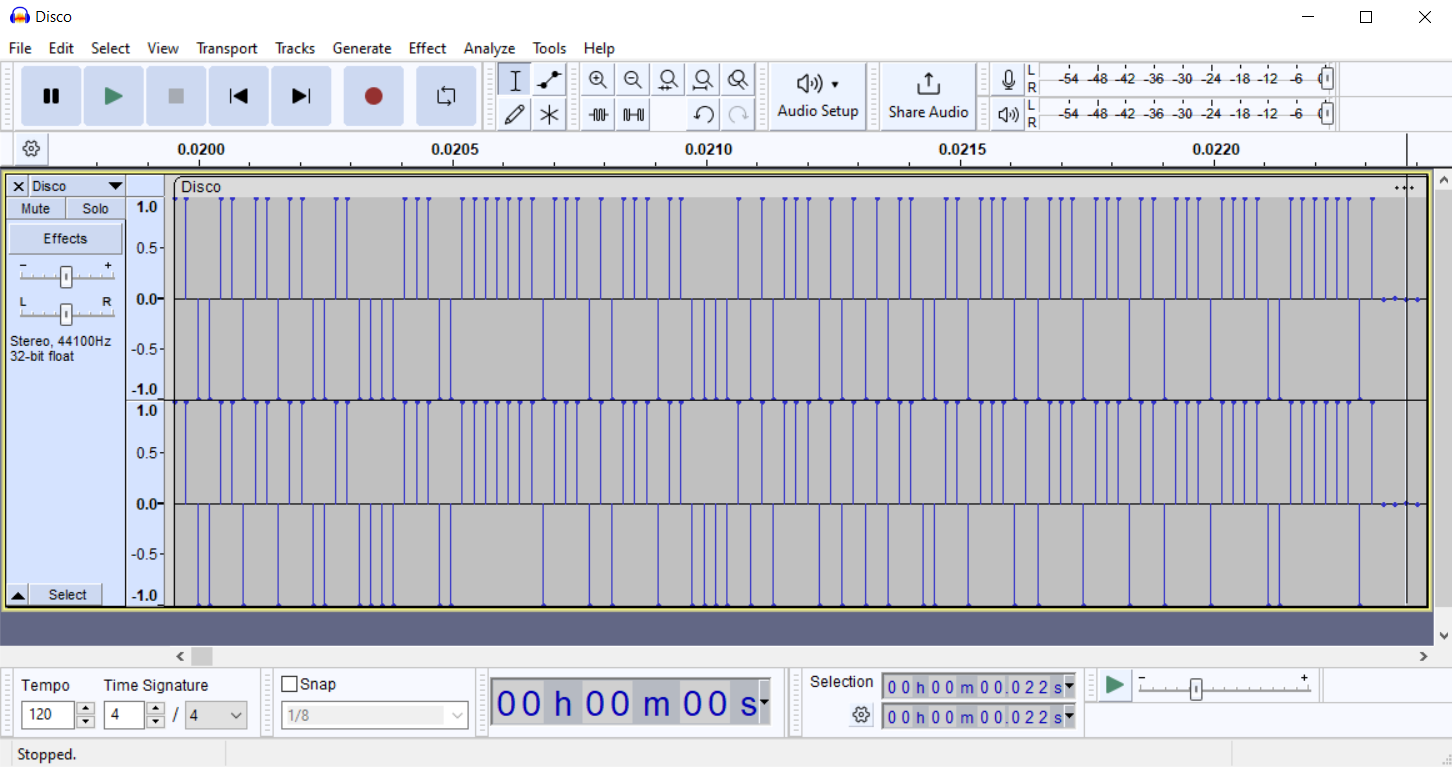 Disco
File Edit Select View Transport Tracks Generate Effect Analyze Tools Help
L R -54 -48 -42 -36 -30 -24 -18 -12 -6
Audio Setup Share Audio
L R -54 -48 -42 -36 -30 -24 -18 -12 -6
0.0200 0.0205 0.0210 0.0215 0.0220
Disco Disco
Mute Solo 1.0
Effects 0.5
- + 0.0
L R
Stereo, 44100Hz -0.5
32-bit float
-1.0
1.0
0.5
0.0
-0.5
Select -1.0
Tempo Time Signature Snap
120 4 / 4 1/8
00 h 00 m 00 s
Selection 00 h 00 m 00.022 s
00 h 00 m 00.022 s
- +
Stopped.